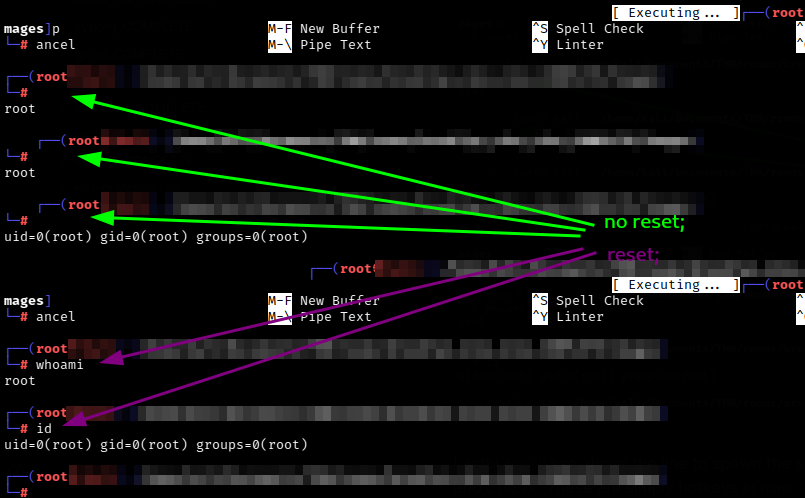 [ Executing... ]┌──(root
mages]p M-F New Buffer ^S Spell Check ^
└─# ancel M-\ Pipe Text ^Y Linter ^
┌──(root
└─#
root
┌──(root
└─#
root
┌──(root
└─#
no reset;
uid=0(root) gid=0(root) groups=0(root)
reset;
┌──(root
[ Executing... ]┌──(root
mages] M-F New Buffer ^S Spell Check ^
└─# ancel M-\ Pipe Text ^Y Linter ^
┌──(root
└─# whoami
root
┌──(root
└─# id
uid=0(root) gid=0(root) groups=0(root)
┌──(root
└─#